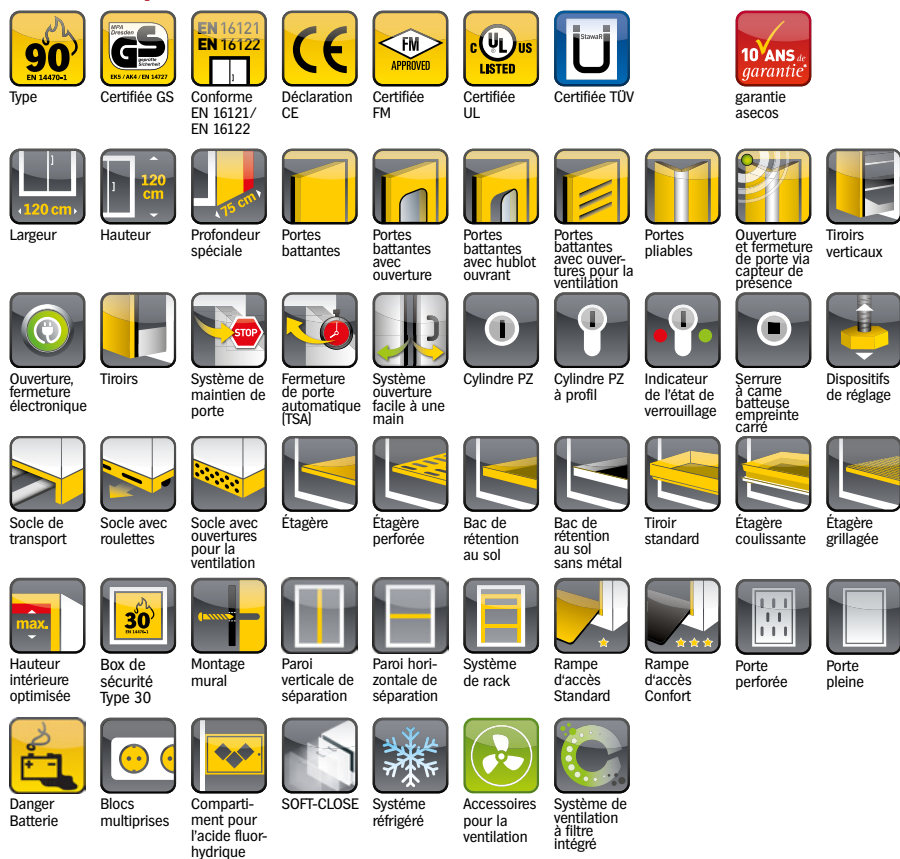 90'
EN 14470-1
Type
MPA
Dresden
GS
geprüfte
Sicherheit
EK5 / AK4 / EN 14727
Certifiée GS
EN 16121
EN 16122
Conforme
EN 16121/
EN 16122
CE
Déclaration
CE
FM
APPROVED
Certifiée
FM
C UL US
LISTED
Certifiée
UL
StawaR
Ü
Certifiée TÜV
10 ANS de
garantie*
garantie
asecos
120 cm
Largeur
120
cm
Hauteur
75 cm
Profondeur
spéciale
Portes
battantes
Portes
battantes
avec
ouverture
Portes
battantes
avec hublot
ouvrant
Portes
battantes
avec ouver-
tures pour la
ventilation
Portes
pliables
Ouverture
et fermeture
de porte via
capteur de
présence
Tiroirs
verticaux
Ouverture,
fermeture
électronique
Tiroirs
STOP
Système de
maintien de
porte
Fermeture
de porte
automatique
(TSA)
Système
ouverture
facile à une
main
Cylindre PZ
Cylindre PZ
à profil
Indicateur
de l'état de
verrouillage
Serrure
à came
batteuse
empreinte
carré
Dispositifs
de réglage
Socle de
transport
Socle avec
roulettes
Socle avec
ouvertures
pour la
ventilation
Étagère
Étagère
perforée
Bac de
rétention
au sol
Bac de
rétention
au sol
sans métal
Tiroir
standard
Étagère
coulissante
Étagère
grillagée
max.
Hauteur
intérieure
optimisée
30'
EN 14470-1
Box de
sécurité
Type 30
Montage
mural
Paroi
verticale de
séparation
Paroi hori-
zontale de
séparation
Système
de rack
Rampe
d'accès
Standard
Rampe
d'accès
Confort
Porte
perforée
Porte
pleine
Danger
Batterie
Blocs
multiprises
Comparti-
ment pour
l'acide fluor-
hydrique
SOFT-CLOSE
Systéme
réfrigéré
Accessoires
pour la
ventilation
Système de
ventilation
à filtre
intégré